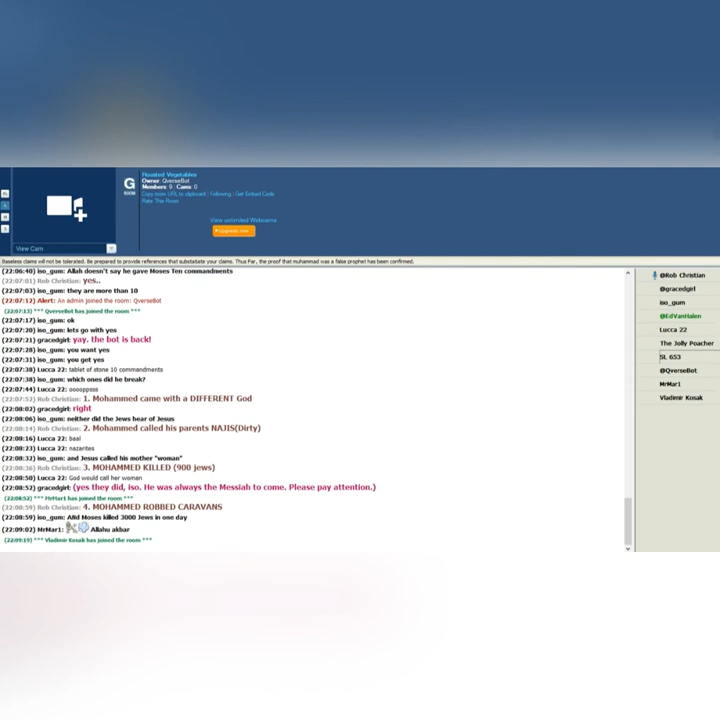 Roasted Vegetables
Owner: QverseBot
Members: 9 Cams: 0
Copy room URL to clipboard | Following | Get Embed Code
Rate This Room
G
ROOM
View unlimited Webcams
Upgrade now
View Cam
Baseless claims will not be tolerated. Be prepared to provide references that substatiate your claims. Thus Far, the proof that muhammad was a false prophet has been confirmed.
(22:06:40) iso_gum: Allah doesn't say he gave Moses Ten commandments
(22:07:01) Rob Christian: yes..
(22:07:03) iso_gum: they are more than 10
(22:07:12) Alert: An admin joined the room: QverseBot
(22:07:13) *** QverseBot has joined the room ***
(22:07:17) iso_gum: ok
(22:07:20) iso_gum: lets go with yes
(22:07:21) gracedgirl: yay. the bot is back!
(22:07:28) iso_gum: you want yes
(22:07:31) iso_gum: you get yes
(22:07:38) Lucca 22: tablet of stone 10 commandments
(22:07:38) iso_gum: which ones did he break?
(22:07:44) Lucca 22: ooooppsss
(22:07:52) Rob Christian: 1. Mohammed came with a DIFFERENT God
(22:08:02) gracedgirl: right
(22:08:06) iso_gum: neither did the Jews hear of Jesus
(22:08:14) Rob Christian: 2. Mohammed called his parents NAJIS(Dirty)
(22:08:16) Lucca 22: baal
(22:08:23) Lucca 22: nazarites
(22:08:32) iso_gum: and Jesus called his mother "woman"
(22:08:36) Rob Christian: 3. MOHAMMED KILLED (900 jews)
(22:08:50) Lucca 22: God would call her women
(22:08:52) gracedgirl: (yes they did, iso. He was always the Messiah to come. Please pay attention.)
(22:08:52) *** MrMar1 has joined the room ***
(22:08:59) Rob Christian: 4. MOHAMMED ROBBED CARAVANS
(22:08:59) iso_gum: And Moses killed 3000 Jews in one day
(22:09:02) MrMar1: Allahu akbar
(22:09:19) *** Vladimir Kosak has joined the room ***
@Rob Christian
@gracedgirl
iso_gum
@EdVanHalen
Lucca 22
The Jolly Poacher
SL 653
@QverseBot
MrMar1
Vladimir Kosak